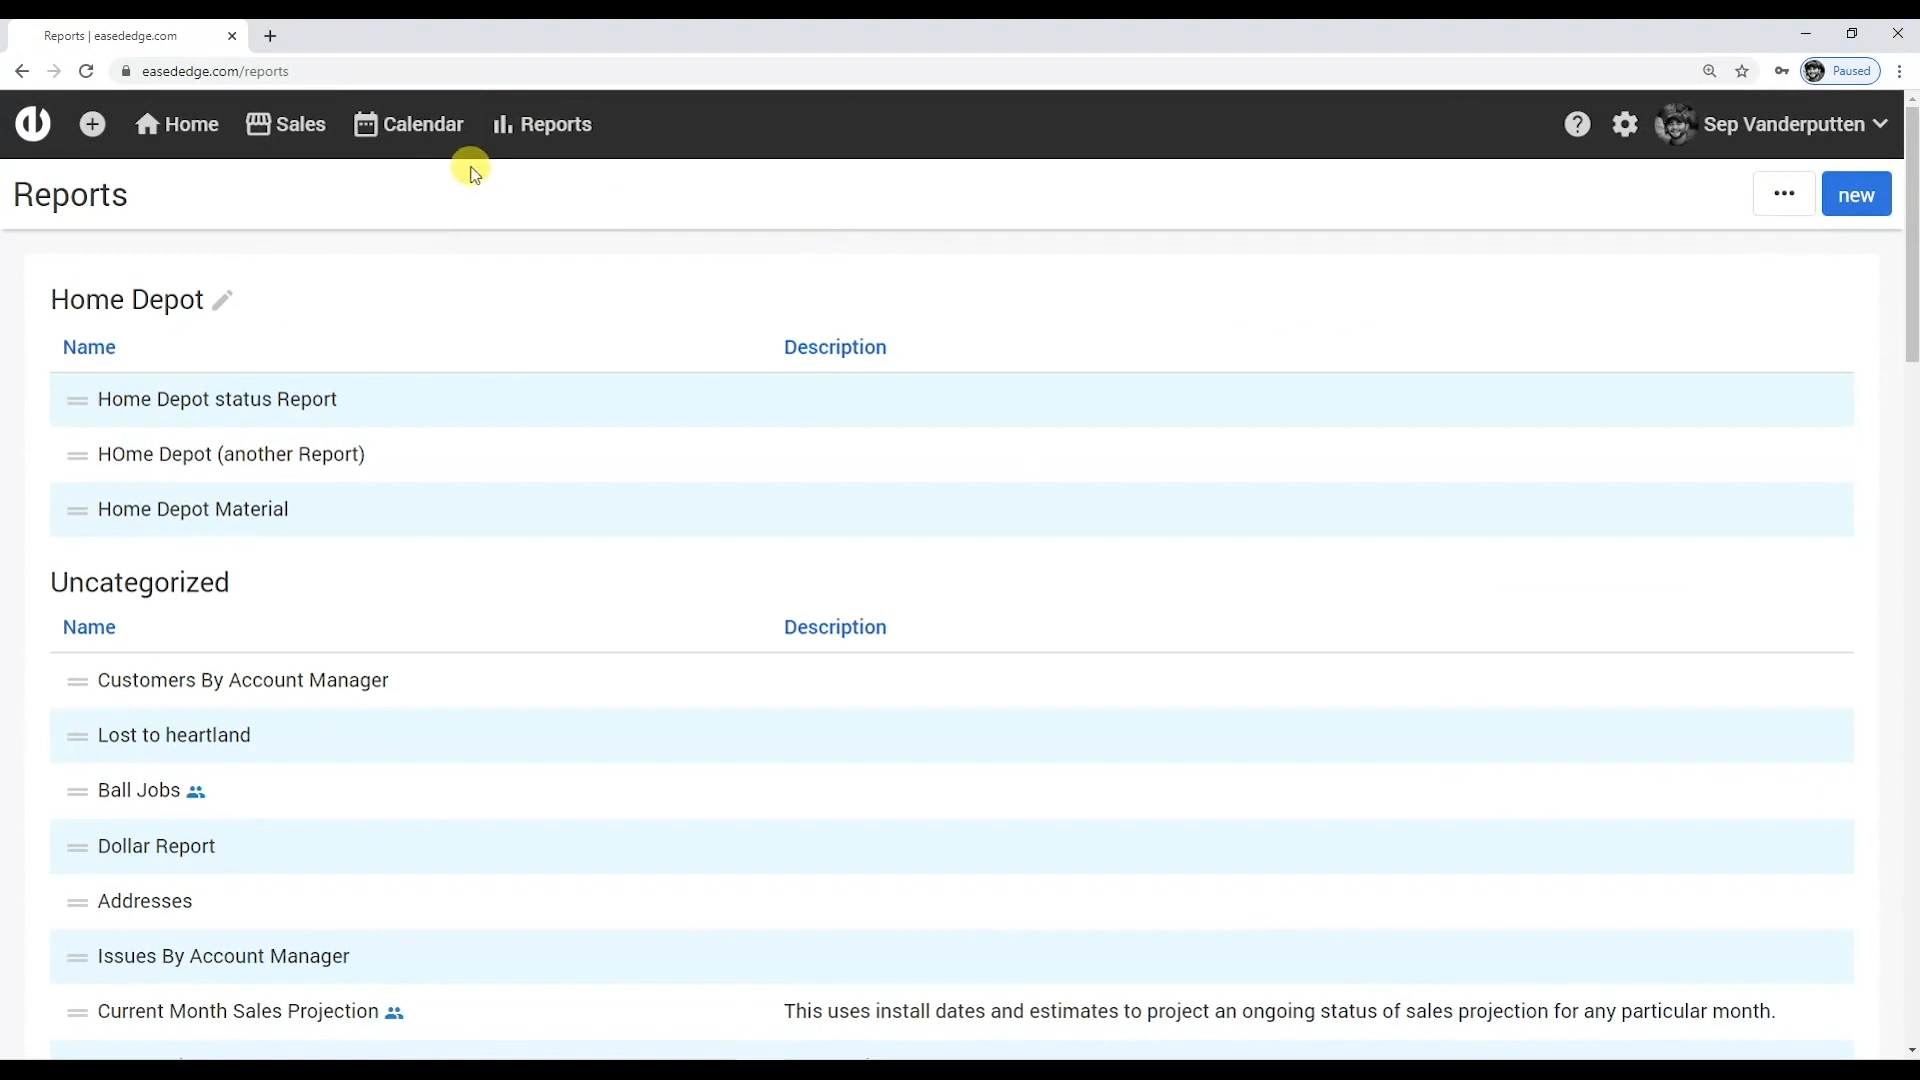 Reports | easededge.com
easededge.com/reports
Paused
Home
Sales
Calendar
Reports
Sep Vanderputten
Reports
new
Home Depot
Name
Description
Home Depot status Report
HOme Depot (another Report)
Home Depot Material
Uncategorized
Name
Description
Customers By Account Manager
Lost to heartland
Ball Jobs
Dollar Report
Addresses
Issues By Account Manager
Current Month Sales Projection
This uses install dates and estimates to project an ongoing status of sales projection for any particular month.